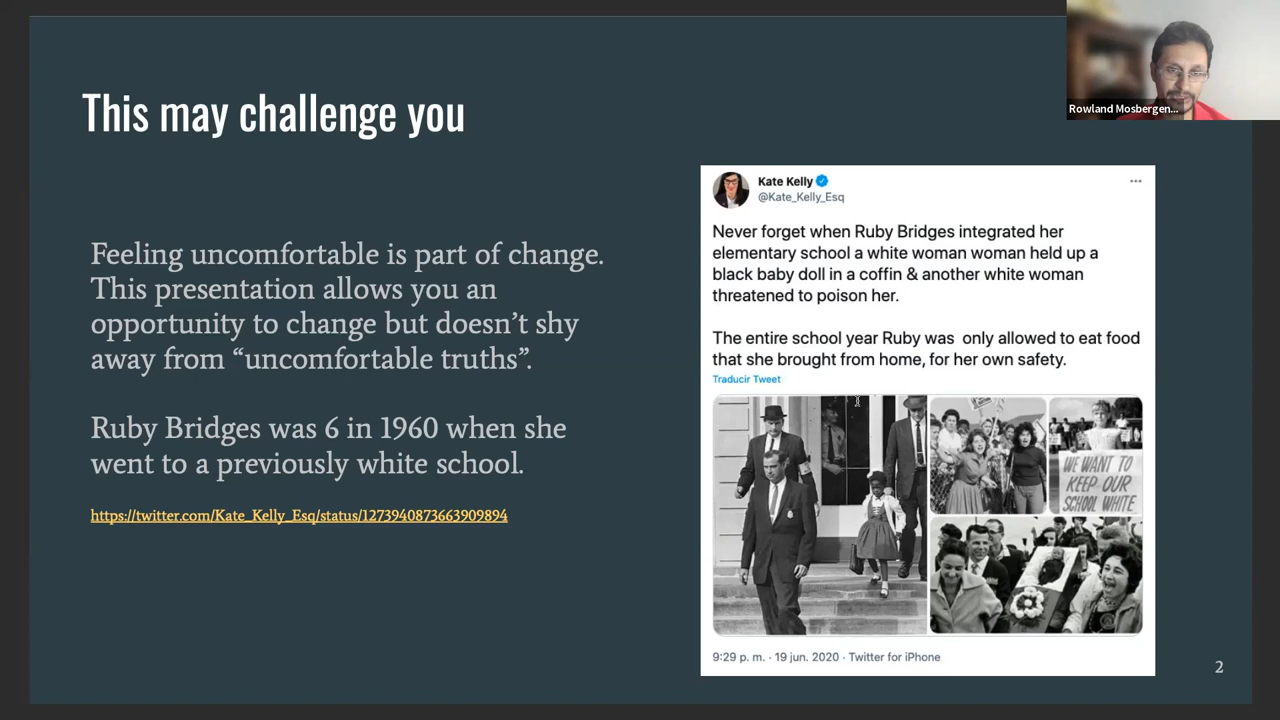 This may challenge you
Rowland Mosbergen...
Feeling uncomfortable is part of change.
This presentation allows you an
opportunity to change but doesn't shy
away from “uncomfortable truths”.
Ruby Bridges was 6 in 1960 when she
went to a previously white school.
https://twitter.com/Kate_Kelly_Esq/status/1273940873663909894
Kate Kelly
@Kate_Kelly_Esq
Never forget when Ruby Bridges integrated her
elementary school a white woman woman held up a
black baby doll in a coffin & another white woman
threatened to poison her.
The entire school year Ruby was only allowed to eat food
that she brought from home, for her own safety.
Traducir Tweet
WE WANT TO
KEEP OUR
SCHOOL WHITE
9:29 p. m. · 19 jun. 2020 · Twitter for iPhone
2